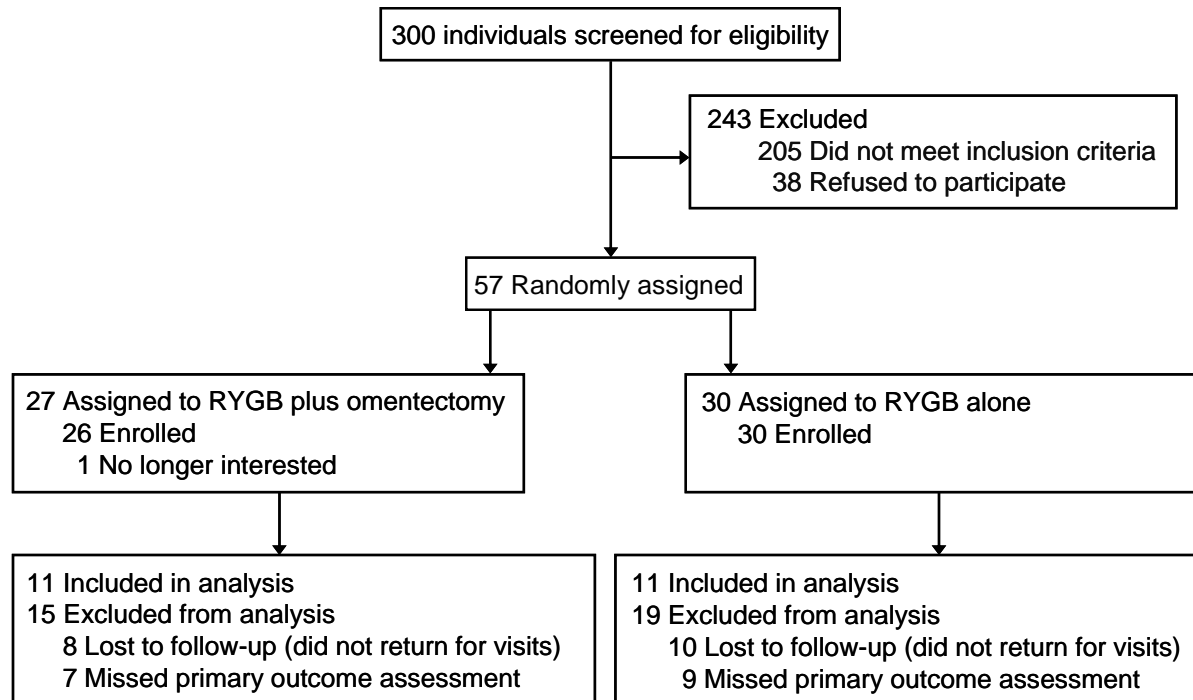 300 individuals screened for eligibility
243 Excluded
205 Did not meet inclusion criteria
38 Refused to participate
57 Randomly assigned
27 Assigned to RYGB plus omentectomy
26 Enrolled
1 No longer interested
30 Assigned to RYGB alone
30 Enrolled
11 Included in analysis
15 Excluded from analysis
8 Lost to follow-up (did not return for visits)
7 Missed primary outcome assessment
11 Included in analysis
19 Excluded from analysis
10 Lost to follow-up (did not return for visits)
9 Missed primary outcome assessment